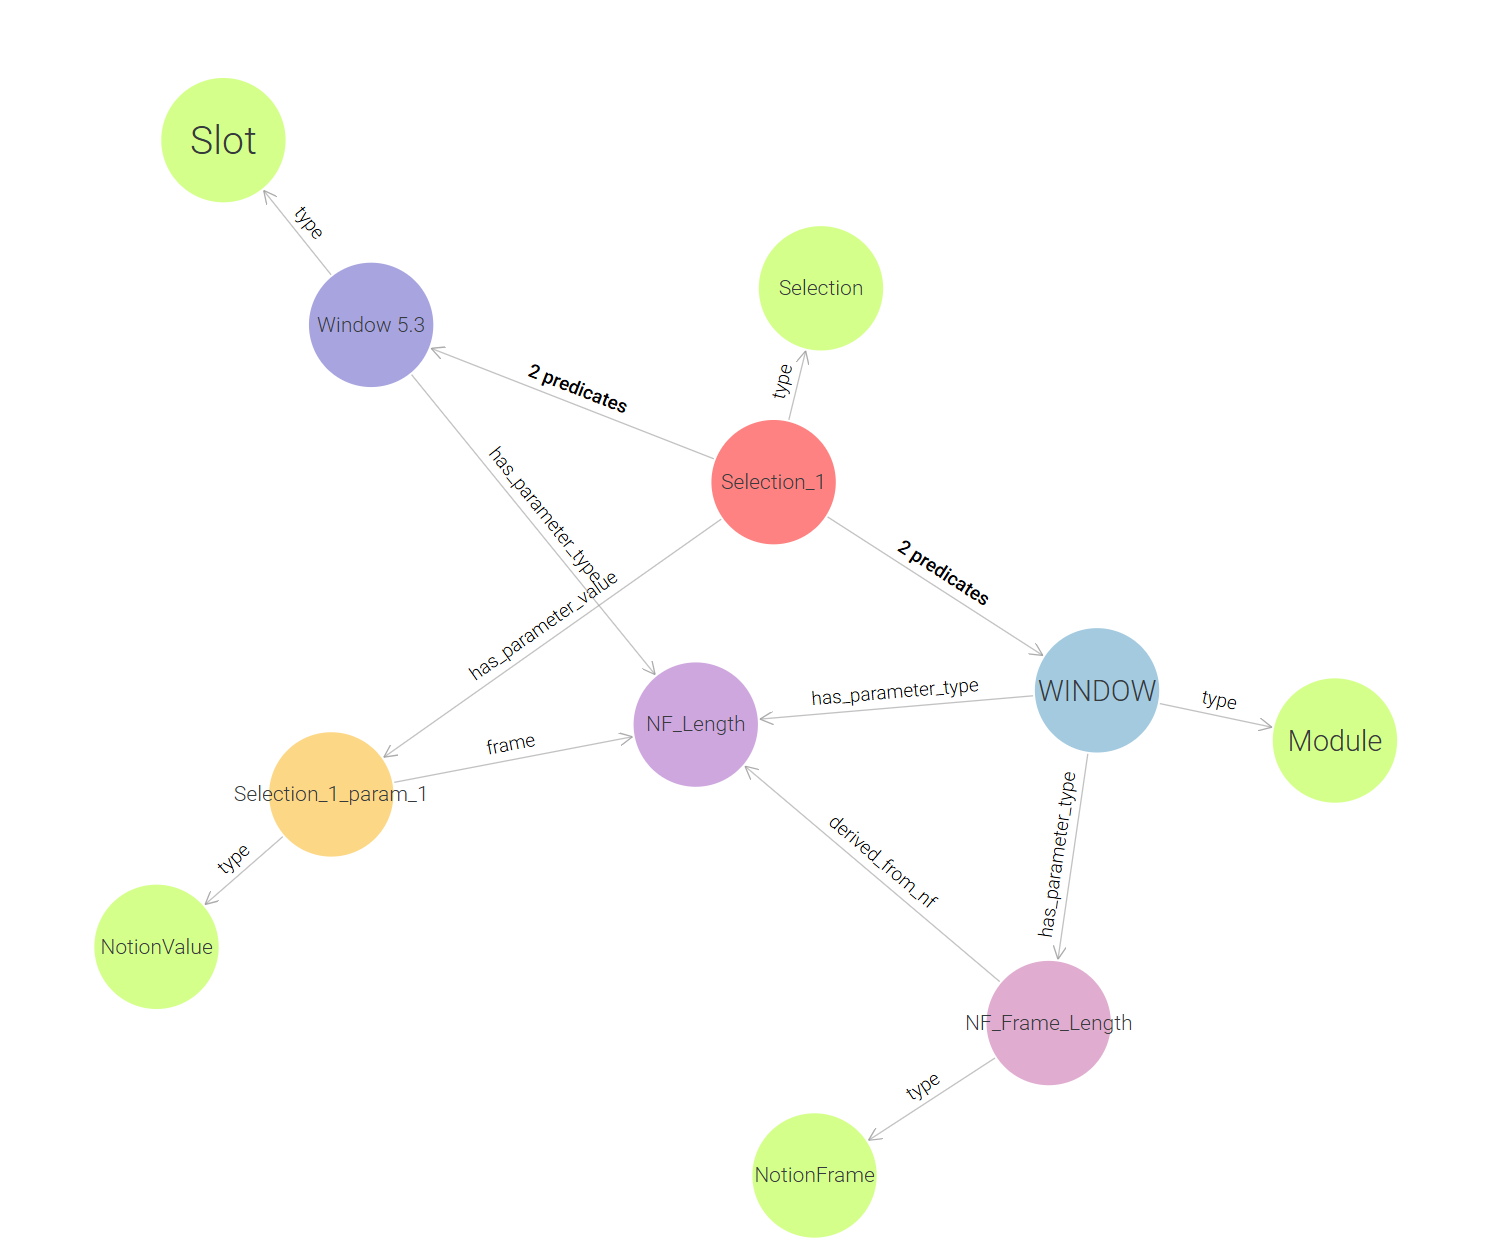 Slot
type
Window 5.3
Selection
type
2 predicates
Selection_1
has_parameter_type
2 predicates
has_parameter_value
WINDOW
has_parameter_type
type
NF_Length
Module
frame
Selection_1_param_1
has_parameter_type
type
derived_from_nf
NotionValue
NF_Frame_Length
type
NotionFrame